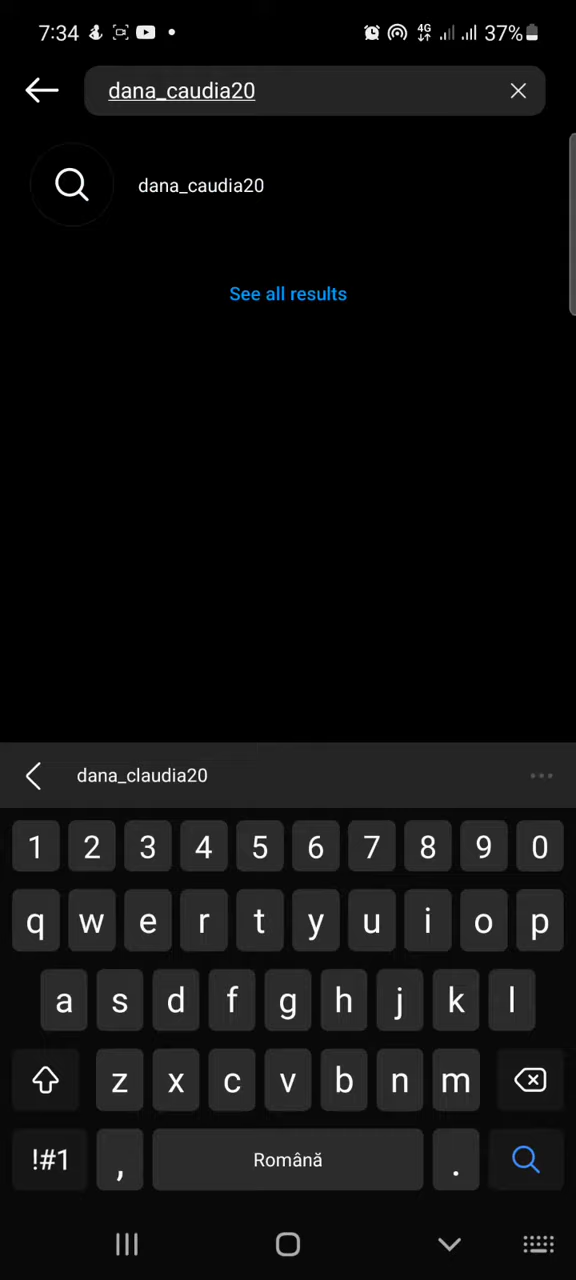 7:34 4G 37%
dana_caudia20
dana_caudia20
See all results
dana_claudia20
1 2 3 4 5 6 7 8 9 0
q w e r t y u i o p
a s d f g h j k l
z x c v b n m
!#1 , Română .